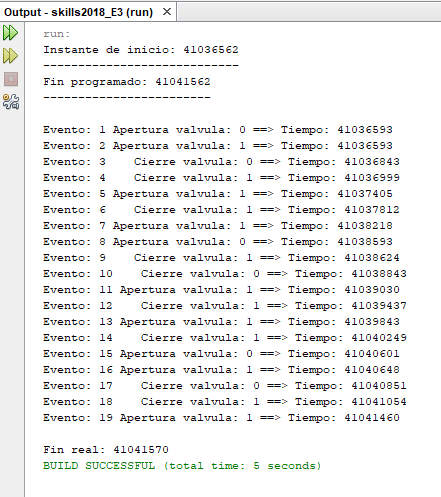 Output - skills2018_E3 (run)
run:
Instante de inicio: 41036562
----------------------------
Fin programado: 41041562
------------------------
Evento: 1 Apertura valvula: 0 ==> Tiempo: 41036593
Evento: 2 Apertura valvula: 1 ==> Tiempo: 41036593
Evento: 3    Cierre valvula: 0 ==> Tiempo: 41036843
Evento: 4    Cierre valvula: 1 ==> Tiempo: 41036999
Evento: 5 Apertura valvula: 1 ==> Tiempo: 41037405
Evento: 6    Cierre valvula: 1 ==> Tiempo: 41037812
Evento: 7 Apertura valvula: 1 ==> Tiempo: 41038218
Evento: 8 Apertura valvula: 0 ==> Tiempo: 41038593
Evento: 9    Cierre valvula: 1 ==> Tiempo: 41038624
Evento: 10    Cierre valvula: 0 ==> Tiempo: 41038843
Evento: 11 Apertura valvula: 1 ==> Tiempo: 41039030
Evento: 12    Cierre valvula: 1 ==> Tiempo: 41039437
Evento: 13 Apertura valvula: 1 ==> Tiempo: 41039843
Evento: 14    Cierre valvula: 1 ==> Tiempo: 41040249
Evento: 15 Apertura valvula: 0 ==> Tiempo: 41040601
Evento: 16 Apertura valvula: 1 ==> Tiempo: 41040648
Evento: 17    Cierre valvula: 0 ==> Tiempo: 41040851
Evento: 18    Cierre valvula: 1 ==> Tiempo: 41041054
Evento: 19 Apertura valvula: 1 ==> Tiempo: 41041460
Fin real: 41041570
BUILD SUCCESSFUL (total time: 5 seconds)